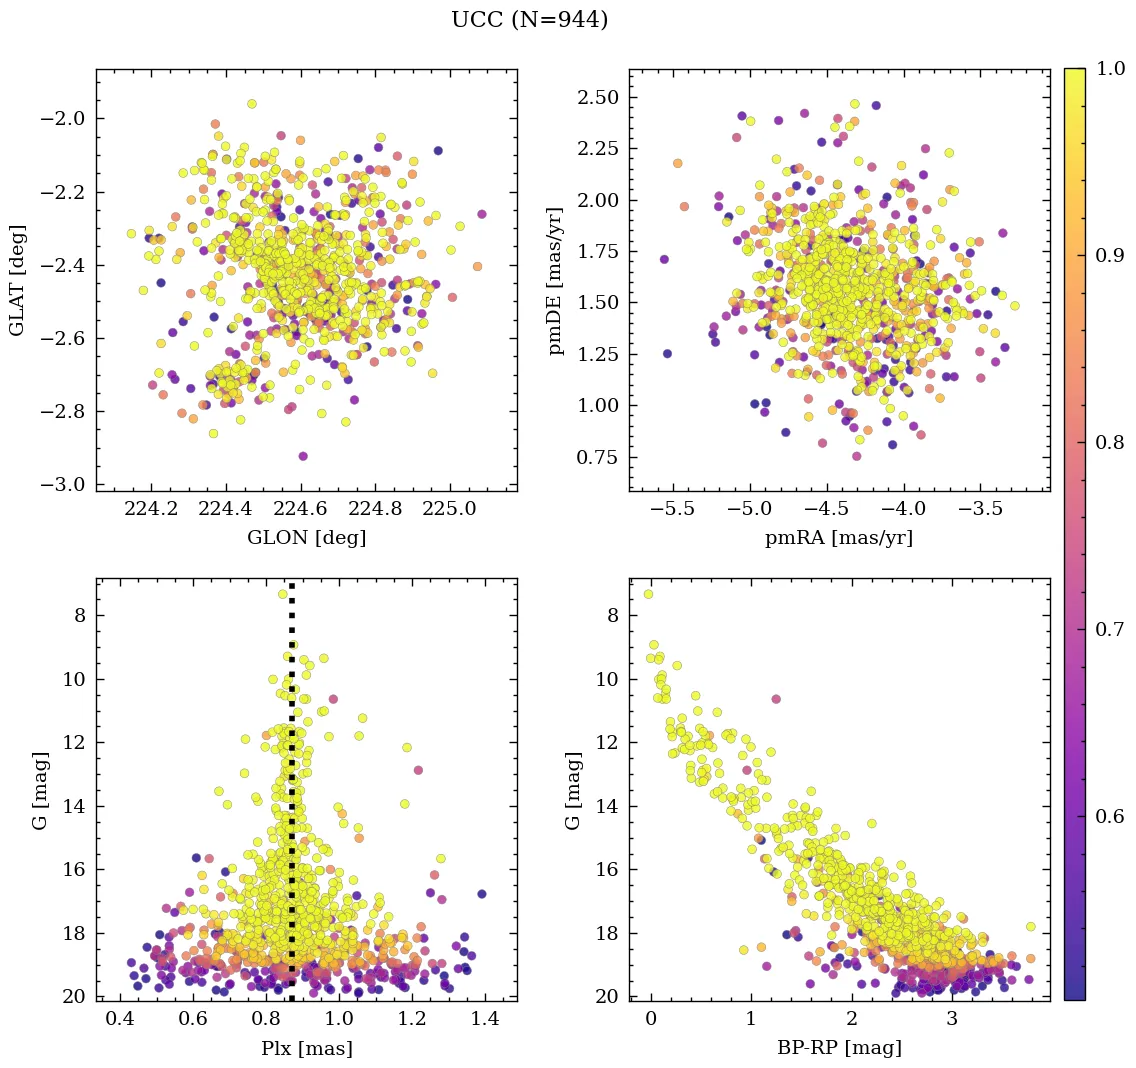 UCC (N=944)
−2.0
−2.2
−2.4
−2.6
−2.8
−3.0
GLAT [deg]
224.2 224.4 224.6 224.8 225.0
GLON [deg]
2.50
2.25
2.00
1.75
1.50
1.25
1.00
0.75
pmDE [mas/yr]
−5.5 −5.0 −4.5 −4.0 −3.5
pmRA [mas/yr]
8
10
12
14
16
18
20
G [mag]
0.4 0.6 0.8 1.0 1.2 1.4
Plx [mas]
8
10
12
14
16
18
20
G [mag]
0 1 2 3
BP-RP [mag]
1.0
0.9
0.8
0.7
0.6